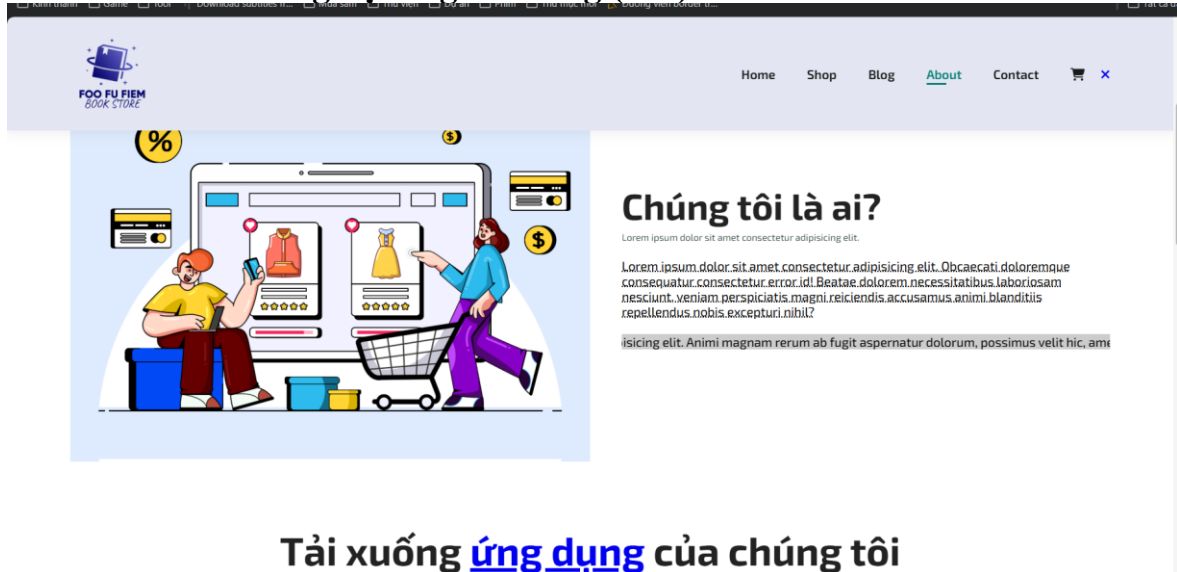 FOO FU FIEM
BOOK STORE
Home Shop Blog About Contact
%
$
$
Chúng tôi là ai?
Lorem ipsum dolor sit amet consectetur adipisicing elit.
Lorem ipsum dolor sit amet consectetur adipisicing elit. Obcaecati doloremque
consequatur consectetur error id! Beatae dolorem necessitatibus laboriosam
nesciunt, veniam perspiciatis magni reiciendis accusamus animi blanditiis
repellendus nobis excepturi nihil?
isicing elit. Animi magnam rerum ab fugit aspernatur dolorum, possimus velit hic, ame
Tải xuống ứng dụng của chúng tôi